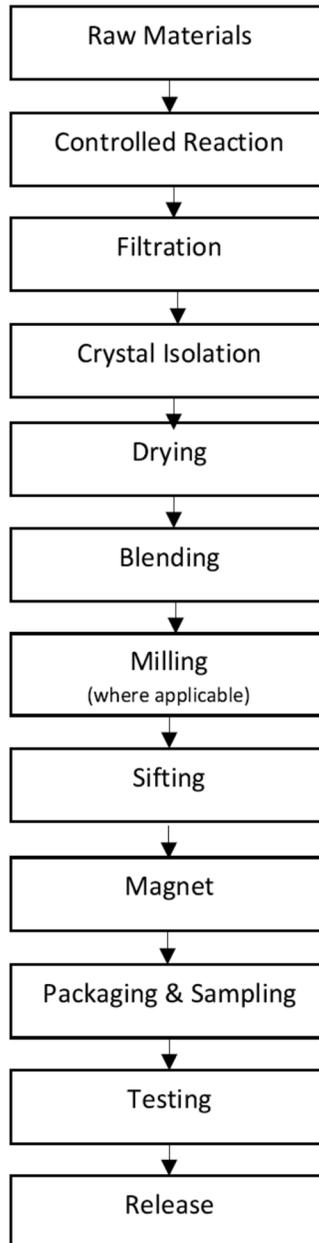 Raw Materials
Controlled Reaction
Filtration
Crystal Isolation
Drying
Blending
Milling
(where applicable)
Sifting
Magnet
Packaging & Sampling
Testing
Release